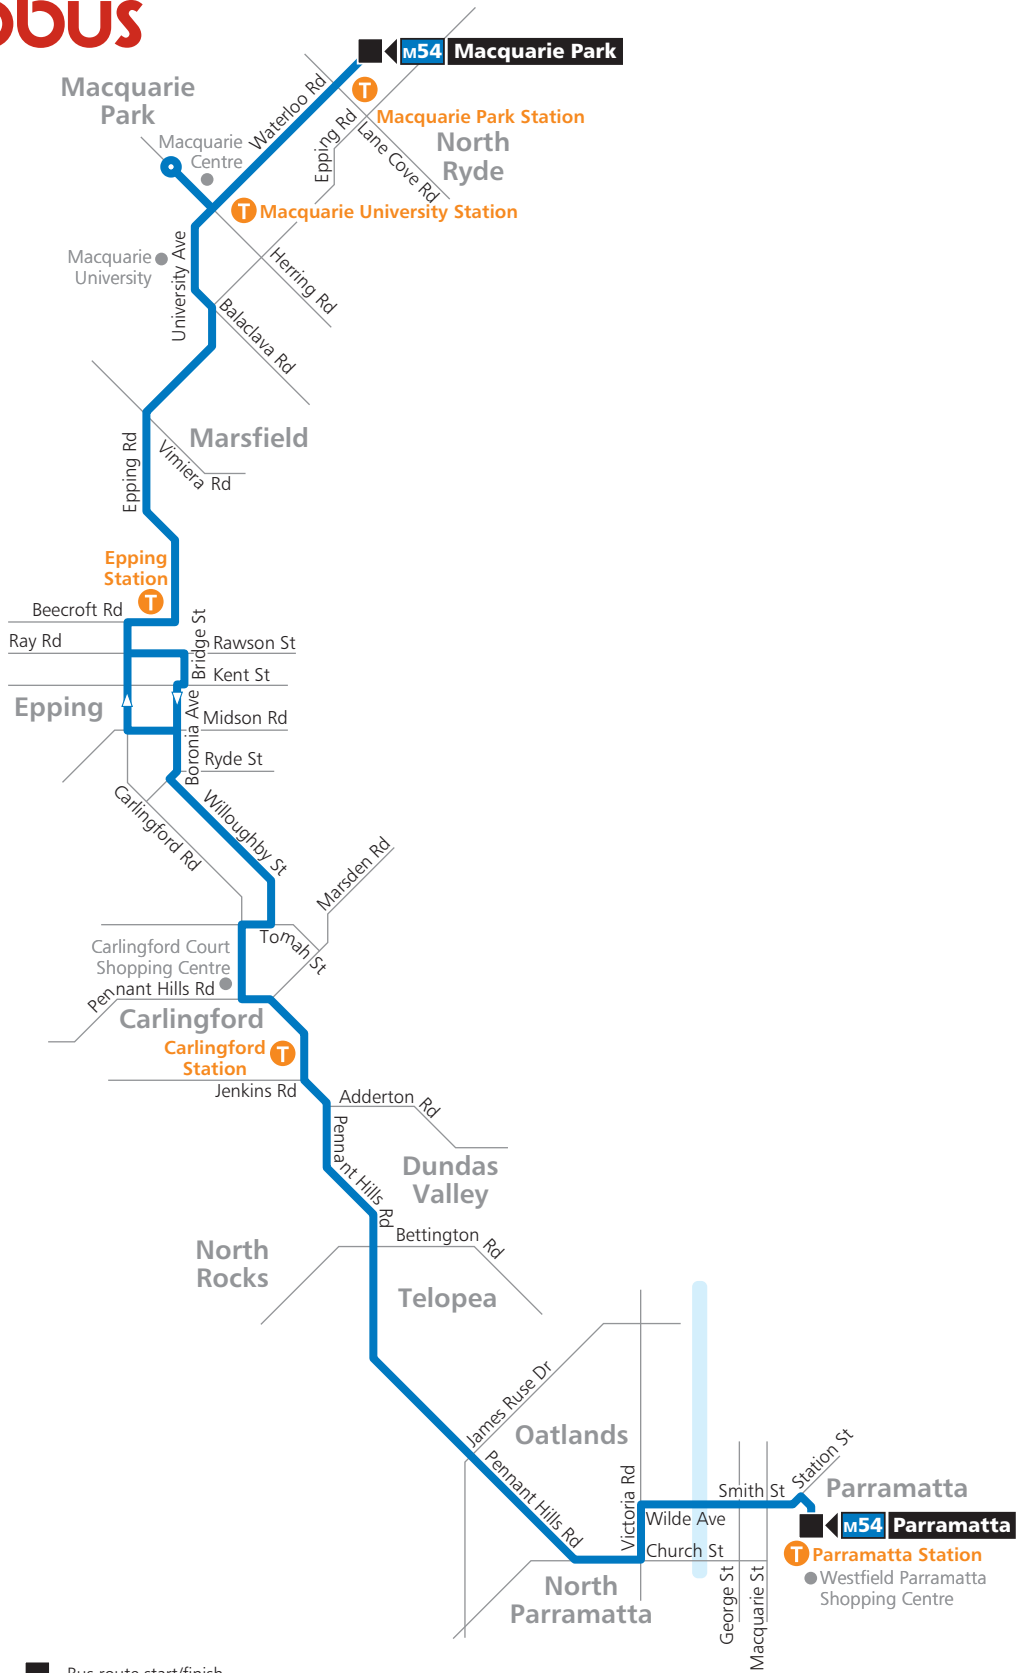 obus
M54 Macquarie Park
Macquarie
Park
Waterloo Rd
Macquarie Park Station
Macquarie
Centre
Epping Rd
Lane Cove Rd
North
Ryde
Macquarie University Station
Macquarie
University
University Ave
Herring Rd
Balaclava Rd
Marsfield
Epping Rd
Vimiera Rd
Epping
Station
Beecroft Rd
Bridge St
Ray Rd
Rawson St
Kent St
Epping
Boronia Ave
Midson Rd
Ryde St
Carlingford Rd
Willoughby St
Marsden Rd
Tomah St
Carlingford Court
Shopping Centre
Pennant Hills Rd
Carlingford
Carlingford
Station
Jenkins Rd
Adderton Rd
Pennant Hills Rd
Dundas
Valley
Bettington Rd
North
Rocks
Telopea
James Ruse Dr
Oatlands
Pennant Hills Rd
Victoria Rd
Smith St
Station St
Parramatta
Wilde Ave
M54 Parramatta
Church St
Parramatta Station
Westfield Parramatta
Shopping Centre
North
Parramatta
George St
Macquarie St
Bus route start/finish
T
T
T
T
T